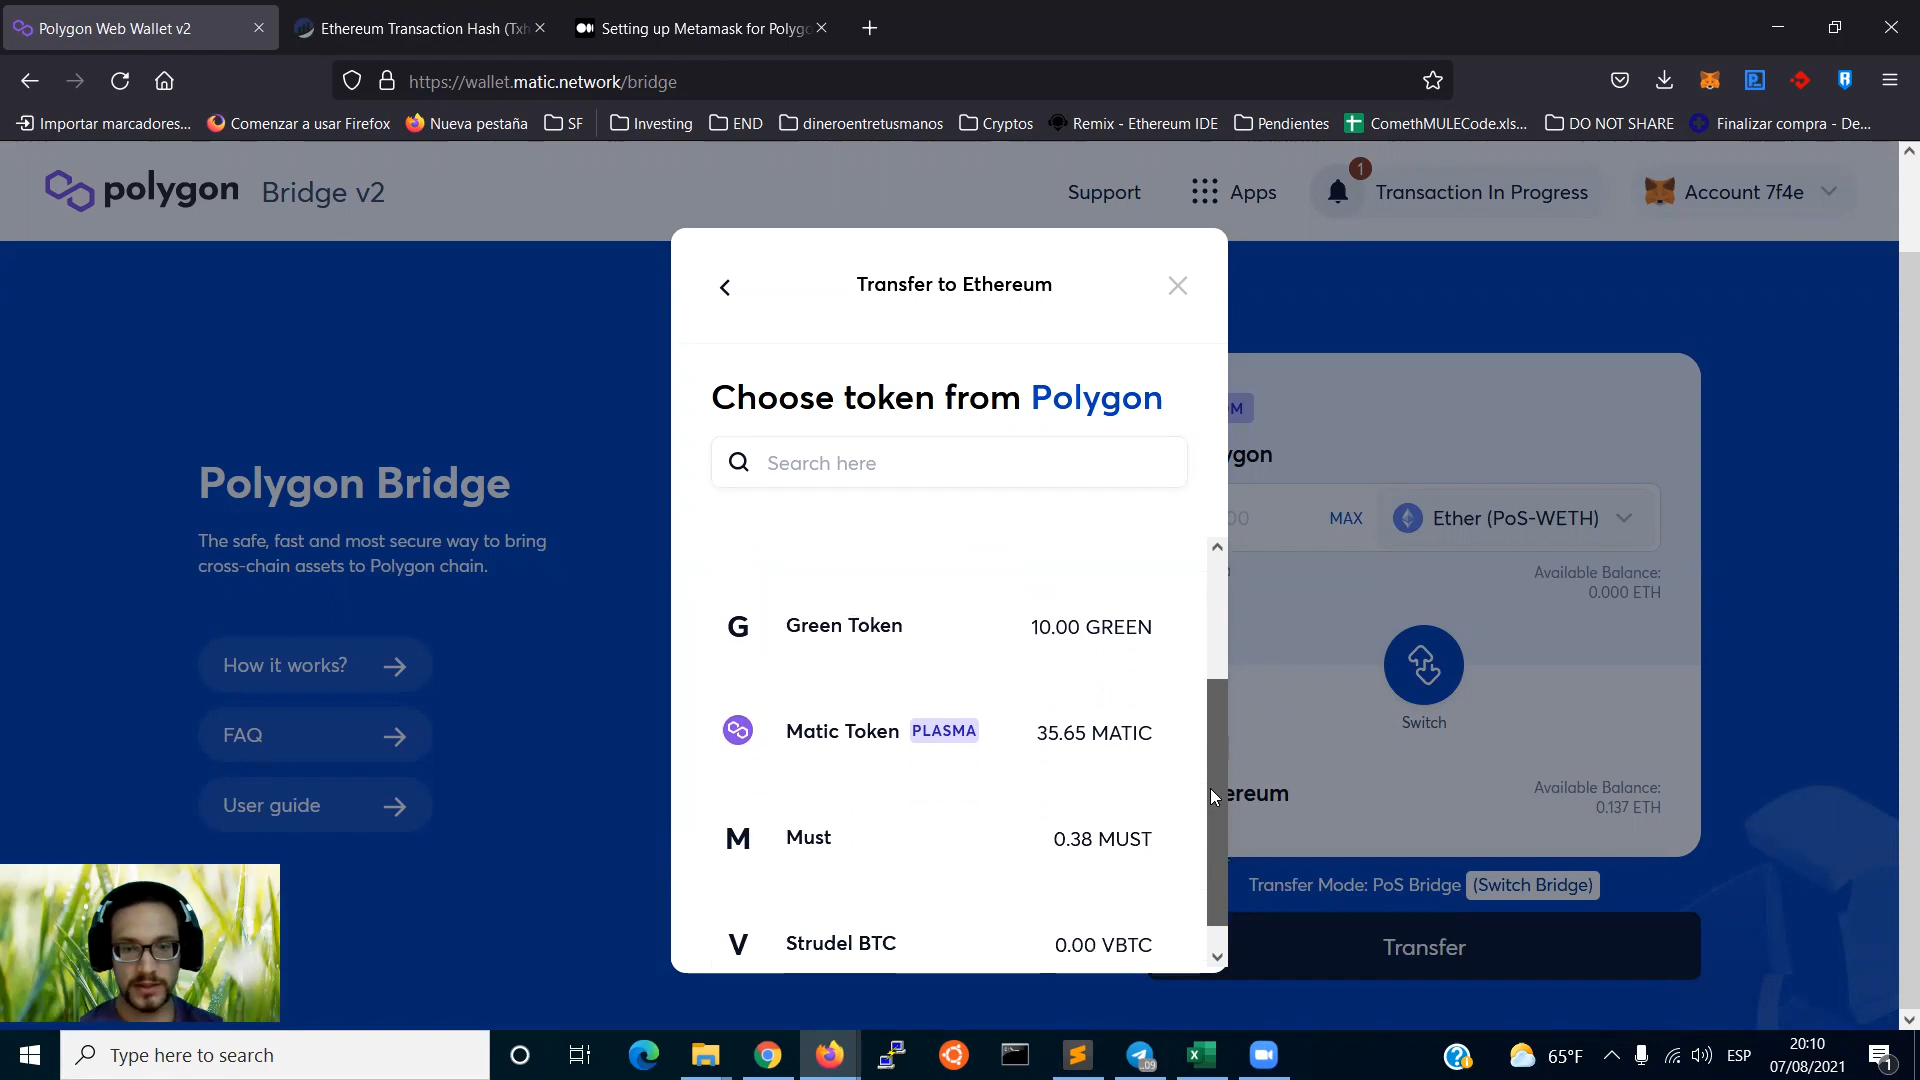 Polygon Web Wallet v2
Ethereum Transaction Hash (Txh
Setting up Metamask for Polygo
https://wallet.matic.network/bridge
Importar marcadores...
Comenzar a usar Firefox
Nueva pestaña
SF
Investing
END
dineroentretusmanos
Cryptos
Remix - Ethereum IDE
Pendientes
ComethMULECode.xls...
DO NOT SHARE
Finalizar compra - De...
polygon
Bridge v2
Support
Apps
1
Transaction In Progress
Account 7f4e
Transfer to Ethereum
Choose token from Polygon
Search here
Green Token
10.00 GREEN
Matic Token PLASMA
35.65 MATIC
M
Must
0.38 MUST
V
Strudel BTC
0.00 VBTC
G
Polygon Bridge
The safe, fast and most secure way to bring
cross-chain assets to Polygon chain.
How it works?
FAQ
User guide
OM
ygon
00
MAX
Ether (PoS-WETH)
Available Balance:
0.000 ETH
Switch
ereum
Available Balance:
0.137 ETH
Transfer Mode: PoS Bridge (Switch Bridge)
Transfer
Type here to search
65°F
ESP
20:10
07/08/2021
1